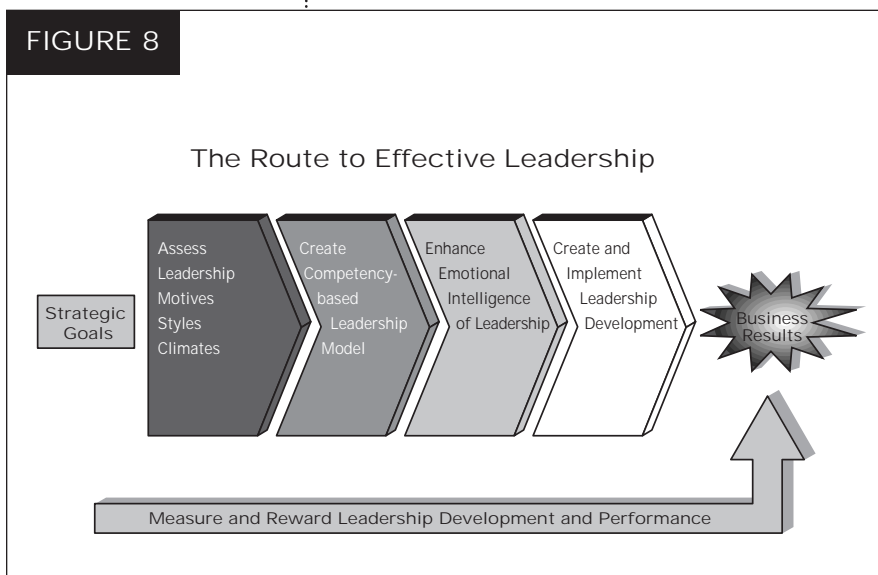 FIGURE 8
The Route to Effective Leadership
Strategic
Goals
Assess
Leadership
Motives
Styles
Climates
Create
Competency-
based
Leadership
Model
Enhance
Emotional
Intelligence
of Leadership
Create and
Implement
Leadership
Development
Business
Results
Measure and Reward Leadership Development and Performance